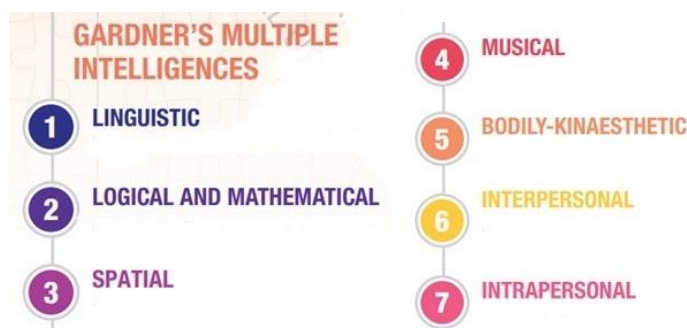 GARDNER'S MULTIPLE
INTELLIGENCES
1 LINGUISTIC
2 LOGICAL AND MATHEMATICAL
3 SPATIAL
4 MUSICAL
5 BODILY-KINAESTHETIC
6 INTERPERSONAL
7 INTRAPERSONAL